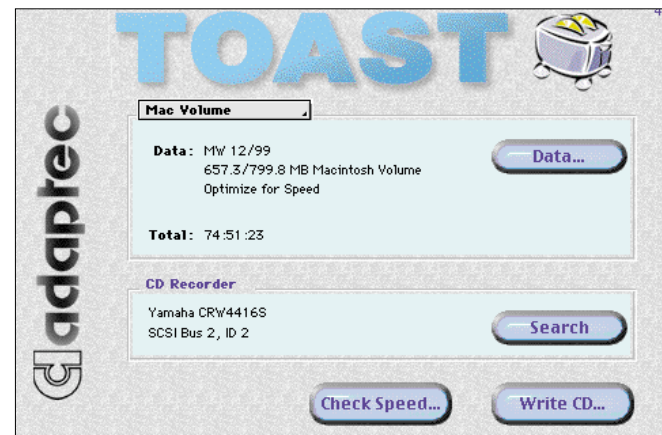 4
TOAST
adaptec
Mac Volume
Data: MW 12/99
657.3/799.8 MB Macintosh Volume
Optimize for Speed
Data...
Total: 74:51:23
CD Recorder
Yamaha CRW4416S
SCSI Bus 2, ID 2
Search
Check Speed...
Write CD...